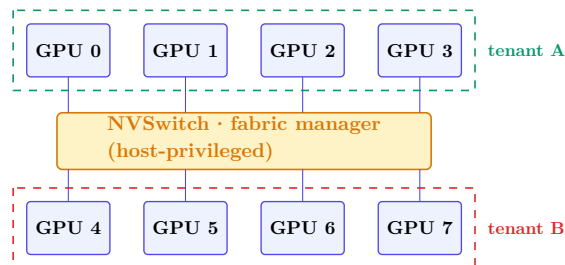 GPU 0 GPU 1 GPU 2 GPU 3 tenant A
NVSwitch · fabric manager
(host-privileged)
GPU 4 GPU 5 GPU 6 GPU 7 tenant B